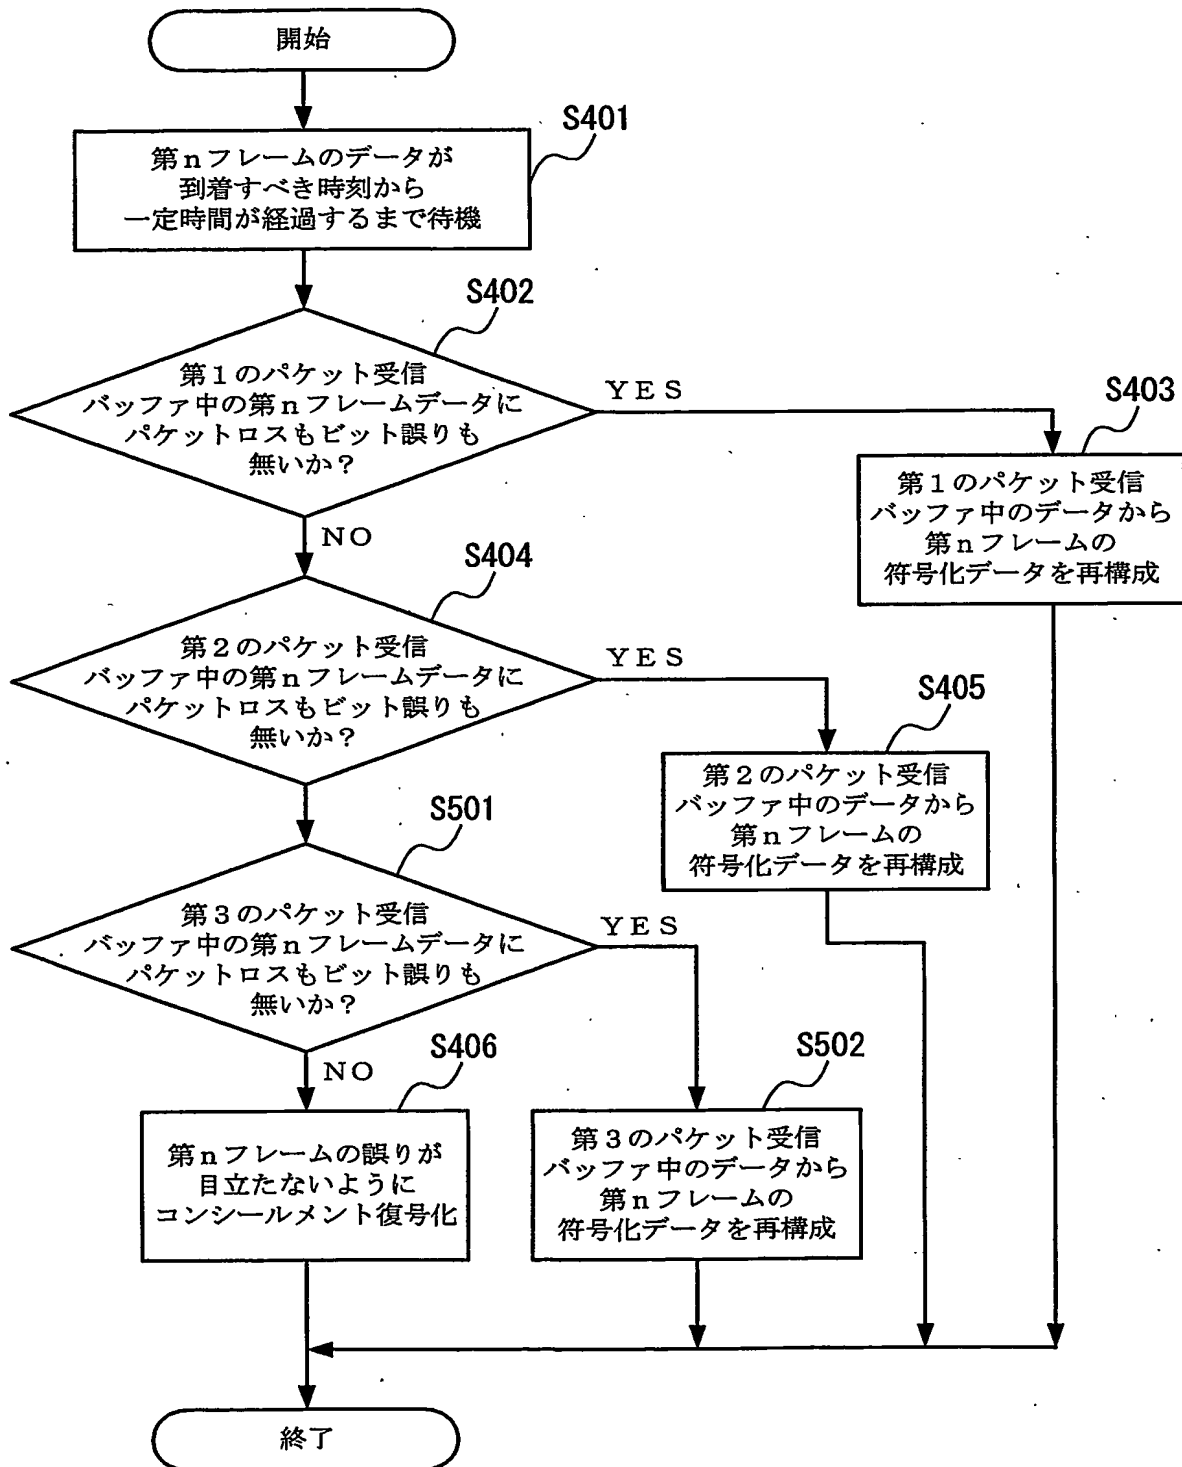 開始
S401
第nフレームのデータが
到着すべき時刻から
一定時間が経過するまで待機
S402
第1のパケット受信
バッファ中の第nフレームデータに
パケットロスもビット誤りも
無いか?
YES
NO
S403
第1のパケット受信
バッファ中のデータから
第nフレームの
符号化データを再構成
S404
第2のパケット受信
バッファ中の第nフレームデータに
パケットロスもビット誤りも
無いか?
YES
S405
第2のパケット受信
バッファ中のデータから
第nフレームの
符号化データを再構成
S501
第3のパケット受信
バッファ中の第nフレームデータに
パケットロスもビット誤りも
無いか?
YES
NO
S406
第nフレームの誤りが
目立たないように
コンシールメント復号化
S502
第3のパケット受信
バッファ中のデータから
第nフレームの
符号化データを再構成
終了